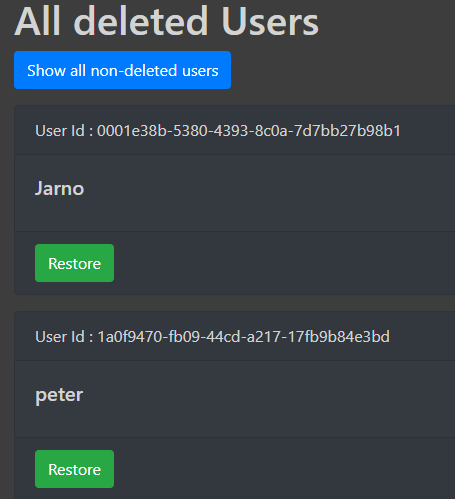 All deleted Users
Show all non-deleted users
User Id : 0001e38b-5380-4393-8c0a-7d7bb27b98b1
Jarno
Restore
User Id : 1a0f9470-fb09-44cd-a217-17fb9b84e3bd
peter
Restore